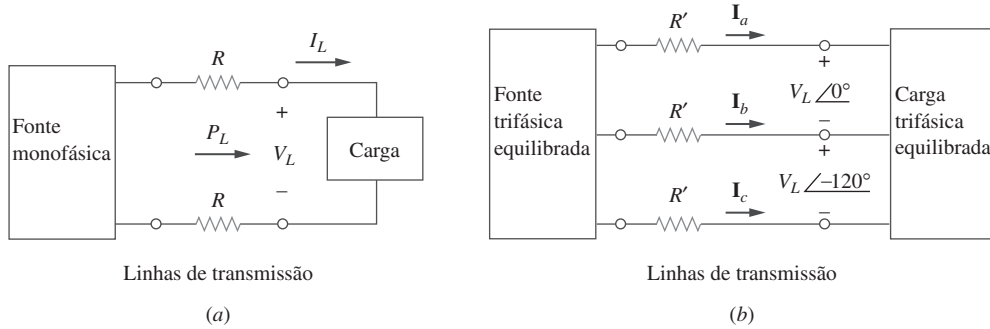 I_L
R
Fonte
monofásica
P_L
+
V_L
−
Carga
R
Linhas de transmissão
(a)
R′
I_a
+
Fonte
trifásica
equilibrada
V_L ∠0°
R′
I_b
−
+
Carga
trifásica
equilibrada
V_L ∠−120°
R′
I_c
−
Linhas de transmissão
(b)